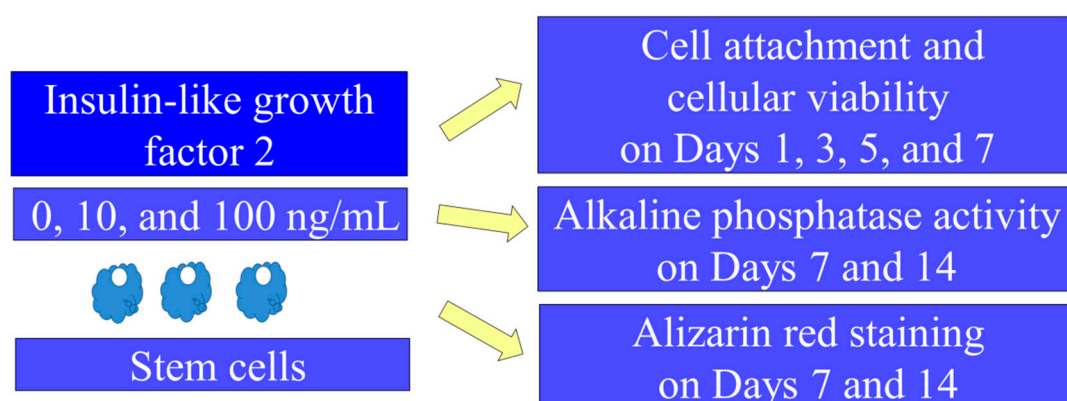 Insulin-like growth
factor 2
0, 10, and 100 ng/mL
Stem cells
Cell attachment and
cellular viability
on Days 1, 3, 5, and 7
Alkaline phosphatase activity
on Days 7 and 14
Alizarin red staining
on Days 7 and 14